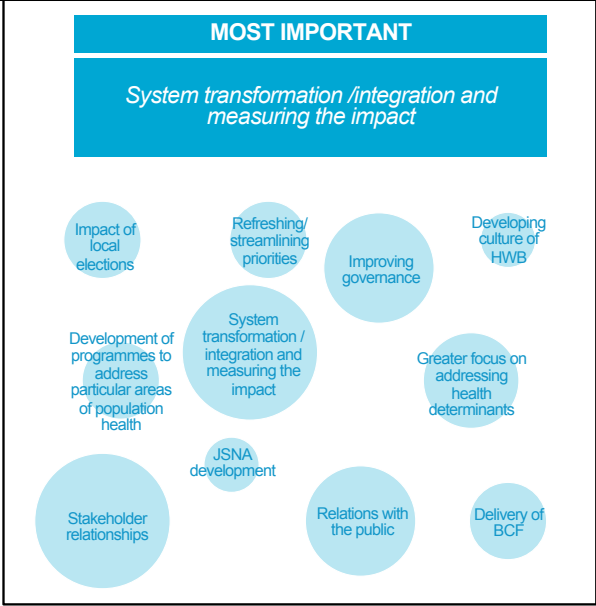 MOST IMPORTANT
System transformation /integration and
measuring the impact
Impact of
local
elections
Refreshing/
streamlining
priorities
Improving
governance
Developing
culture of
HWB
System
transformation /
integration and
measuring the
impact
Development of
programmes to
address
particular areas
of population
health
Greater focus on
addressing
health
determinants
JSNA
development
Stakeholder
relationships
Relations with
the public
Delivery of
BCF